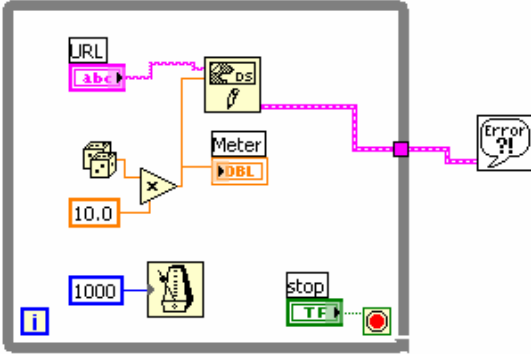 URL
abc
DS
Meter
DBL
Error
?!
10.0
1000
stop
TF
i